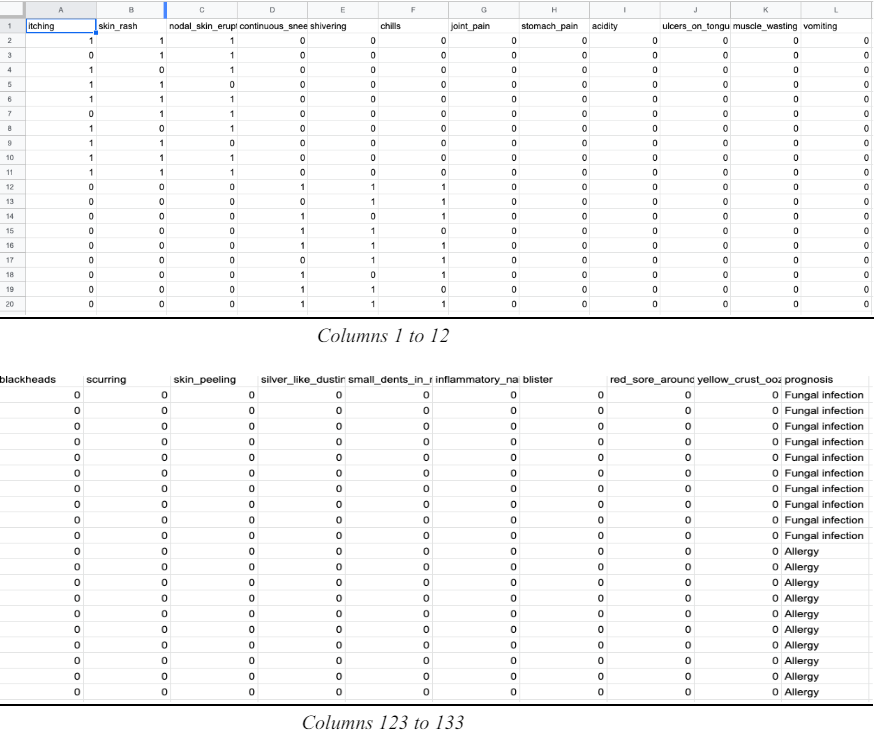 A B C D E F G H I J K L
1 itching skin_rash nodal_skin_erup continuous_snee shivering chills joint_pain stomach_pain acidity ulcers_on_tongu muscle_wasting vomiting
2 1 1 1 0 0 0 0 0 0 0 0 0
3 0 1 1 0 0 0 0 0 0 0 0 0
4 1 0 1 0 0 0 0 0 0 0 0 0
5 1 1 0 0 0 0 0 0 0 0 0 0
6 1 1 1 0 0 0 0 0 0 0 0 0
7 0 1 1 0 0 0 0 0 0 0 0 0
8 1 0 1 0 0 0 0 0 0 0 0 0
9 1 1 0 0 0 0 0 0 0 0 0 0
10 1 1 1 0 0 0 0 0 0 0 0 0
11 1 1 1 0 0 0 0 0 0 0 0 0
12 0 0 0 1 1 1 0 0 0 0 0 0
13 0 0 0 0 1 1 0 0 0 0 0 0
14 0 0 0 1 0 1 0 0 0 0 0 0
15 0 0 0 1 1 0 0 0 0 0 0 0
16 0 0 0 1 1 1 0 0 0 0 0 0
17 0 0 0 0 1 1 0 0 0 0 0 0
18 0 0 0 1 0 1 0 0 0 0 0 0
19 0 0 0 1 1 0 0 0 0 0 0 0
20 0 0 0 1 1 1 0 0 0 0 0 0
Columns 1 to 12
blackheads scurring skin_peeling silver_like_dustin small_dents_in_r inflammatory_na blister red_sore_around yellow_crust_ooz prognosis
0 0 0 0 0 0 0 0 0 Fungal infection
0 0 0 0 0 0 0 0 0 Fungal infection
0 0 0 0 0 0 0 0 0 Fungal infection
0 0 0 0 0 0 0 0 0 Fungal infection
0 0 0 0 0 0 0 0 0 Fungal infection
0 0 0 0 0 0 0 0 0 Fungal infection
0 0 0 0 0 0 0 0 0 Fungal infection
0 0 0 0 0 0 0 0 0 Fungal infection
0 0 0 0 0 0 0 0 0 Fungal infection
0 0 0 0 0 0 0 0 0 Fungal infection
0 0 0 0 0 0 0 0 0 Allergy
0 0 0 0 0 0 0 0 0 Allergy
0 0 0 0 0 0 0 0 0 Allergy
0 0 0 0 0 0 0 0 0 Allergy
0 0 0 0 0 0 0 0 0 Allergy
0 0 0 0 0 0 0 0 0 Allergy
0 0 0 0 0 0 0 0 0 Allergy
0 0 0 0 0 0 0 0 0 Allergy
0 0 0 0 0 0 0 0 0 Allergy
0 0 0 0 0 0 0 0 0 Allergy
Columns 123 to 133